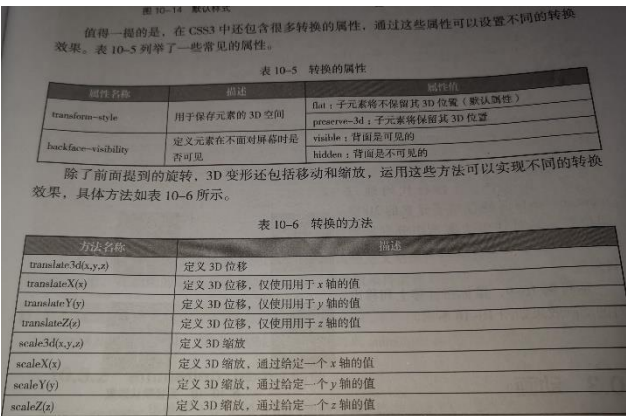 图 10-14 默认样式
值得一提的是，在 CSS3 中还包含很多转换的属性，通过这些属性可以设置不同的转换
效果。表 10-5 列举了一些常见的属性。
表 10-5 转换的属性
属性名称 描述 属性值
transform-style 用于保存元素的 3D 空间 flat：子元素将不保留其 3D 位置（默认属性）
preserve-3d：子元素将保留其 3D 位置
backface-visibility 定义元素在不面对屏幕时是 visible：背面是可见的
否可见 hidden：背面是不可见的
除了前面提到的旋转，3D 变形还包括移动和缩放，运用这些方法可以实现不同的转换
效果，具体方法如表 10-6 所示。
表 10-6 转换的方法
方法名称 描述
translate3d(x,y,z) 定义 3D 位移
translateX(x) 定义 3D 位移，仅使用用于 x 轴的值
translateY(y) 定义 3D 位移，仅使用用于 y 轴的值
translateZ(z) 定义 3D 位移，仅使用用于 z 轴的值
scale3d(x,y,z) 定义 3D 缩放
scaleX(x) 定义 3D 缩放，通过给定一个 x 轴的值
scaleY(y) 定义 3D 缩放，通过给定一个 y 轴的值
scaleZ(z) 定义 3D 缩放，通过给定一个 z 轴的值